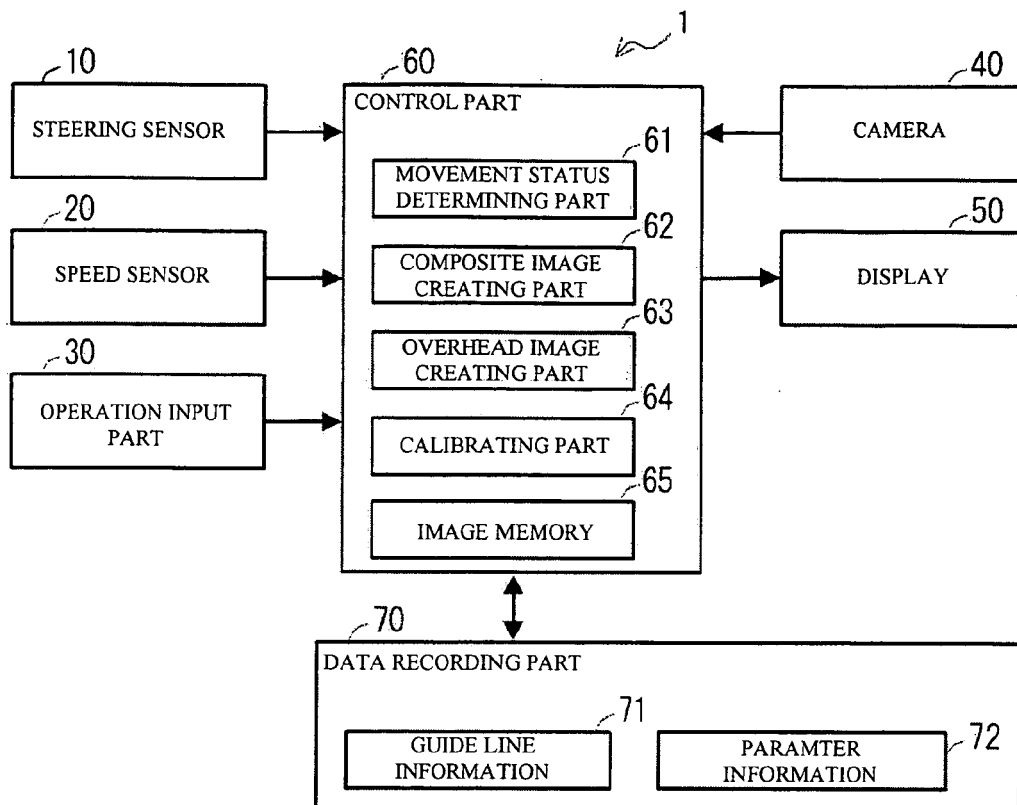 1
10
STEERING SENSOR
20
SPEED SENSOR
30
OPERATION INPUT
PART
60
CONTROL PART
61
MOVEMENT STATUS
DETERMINING PART
62
COMPOSITE IMAGE
CREATING PART
63
OVERHEAD IMAGE
CREATING PART
64
CALIBRATING PART
65
IMAGE MEMORY
40
CAMERA
50
DISPLAY
70
DATA RECORDING PART
71
GUIDE LINE
INFORMATION
PARAMTER
INFORMATION
72